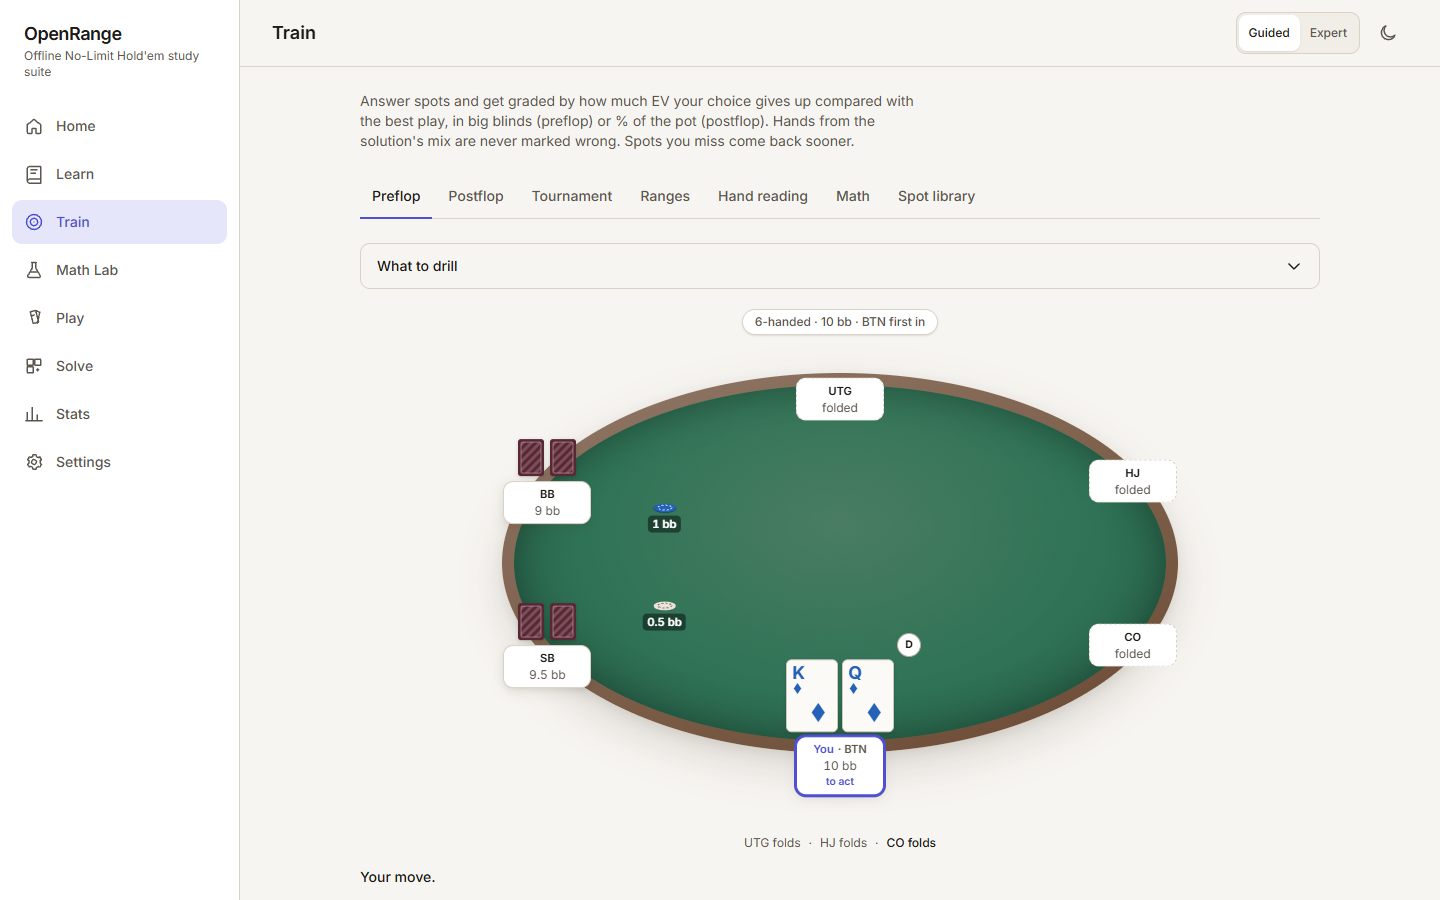 OpenRange
Offline No-Limit Hold'em study
suite
Home
Learn
Train
Math Lab
Play
Solve
Stats
Settings
Train
Guided
Expert
Answer spots and get graded by how much EV your choice gives up compared with
the best play, in big blinds (preflop) or % of the pot (postflop). Hands from the
solution's mix are never marked wrong. Spots you miss come back sooner.
Preflop
Postflop
Tournament
Ranges
Hand reading
Math
Spot library
What to drill
6-handed · 10 bb · BTN first in
UTG
folded
HJ
folded
BB
9 bb
1 bb
0.5 bb
SB
9.5 bb
CO
folded
D
K
Q
You · BTN
10 bb
to act
UTG folds · HJ folds · CO folds
Your move.